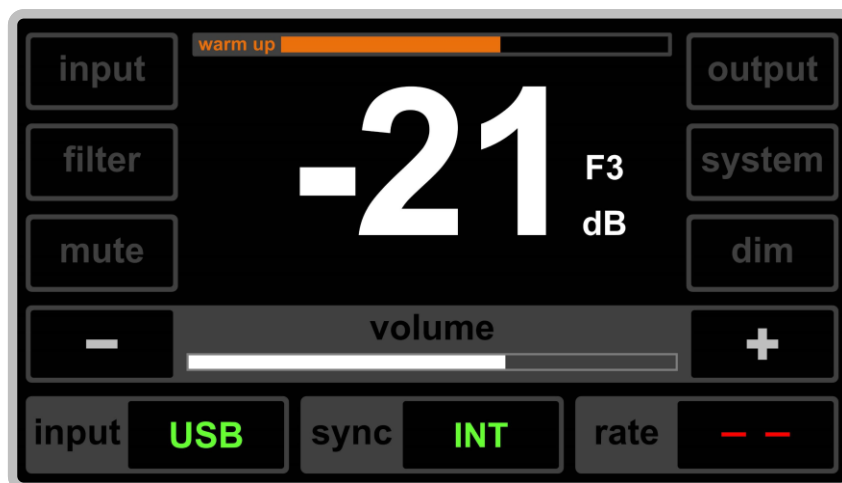 warm up
input
output
-21
filter
F3
system
dB
mute
dim
volume
- +
input USB sync INT rate – –